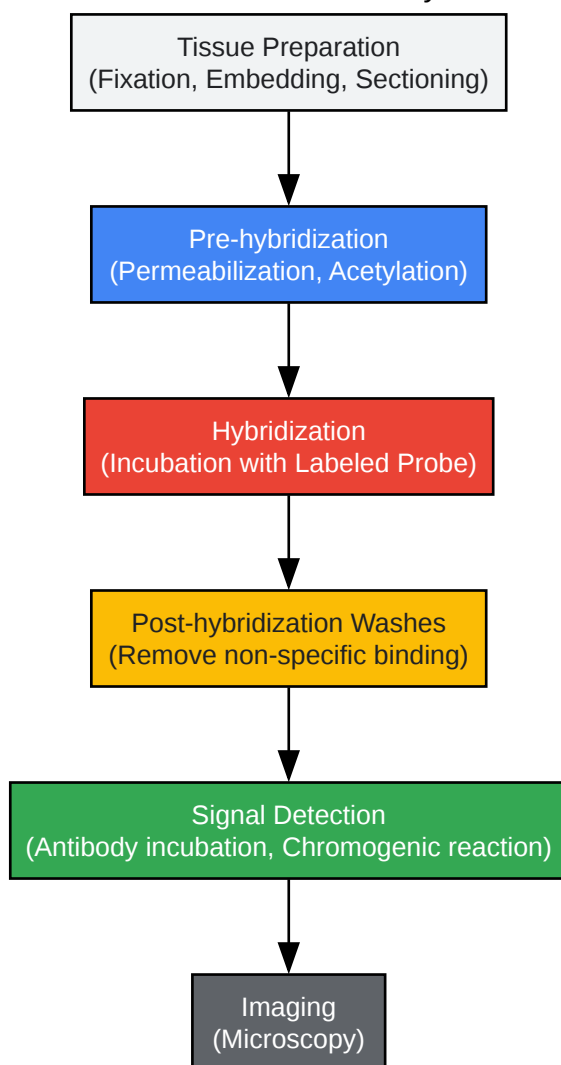 Tissue Preparation
(Fixation, Embedding, Sectioning)
Pre-hybridization
(Permeabilization, Acetylation)
Hybridization
(Incubation with Labeled Probe)
Post-hybridization Washes
(Remove non-specific binding)
Signal Detection
(Antibody incubation, Chromogenic reaction)
Imaging
(Microscopy)